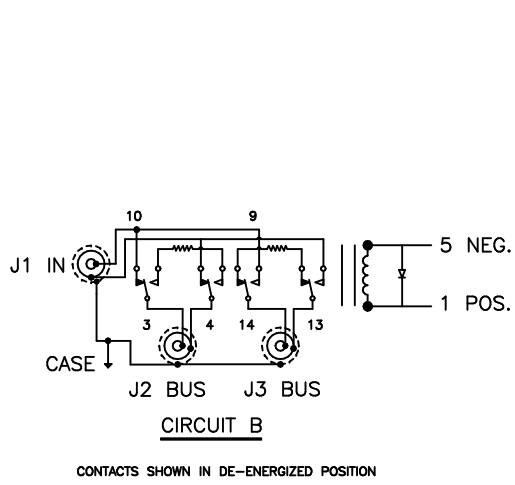 10 9
5 NEG.
J1 IN
1 POS.
3 4 14 13
CASE
J2 BUS J3 BUS
CIRCUIT B
CONTACTS SHOWN IN DE-ENERGIZED POSITION